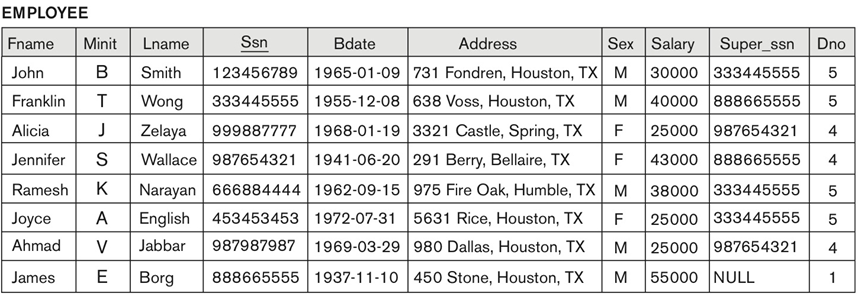 EMPLOYEE
Fname Minit Lname Ssn Bdate Address Sex Salary Super_ssn Dno
John B Smith 123456789 1965-01-09 731 Fondren, Houston, TX M 30000 333445555 5
Franklin T Wong 333445555 1955-12-08 638 Voss, Houston, TX M 40000 888665555 5
Alicia J Zelaya 999887777 1968-01-19 3321 Castle, Spring, TX F 25000 987654321 4
Jennifer S Wallace 987654321 1941-06-20 291 Berry, Bellaire, TX F 43000 888665555 4
Ramesh K Narayan 666884444 1962-09-15 975 Fire Oak, Humble, TX M 38000 333445555 5
Joyce A English 453453453 1972-07-31 5631 Rice, Houston, TX F 25000 333445555 5
Ahmad V Jabbar 987987987 1969-03-29 980 Dallas, Houston, TX M 25000 987654321 4
James E Borg 888665555 1937-11-10 450 Stone, Houston, TX M 55000 NULL 1